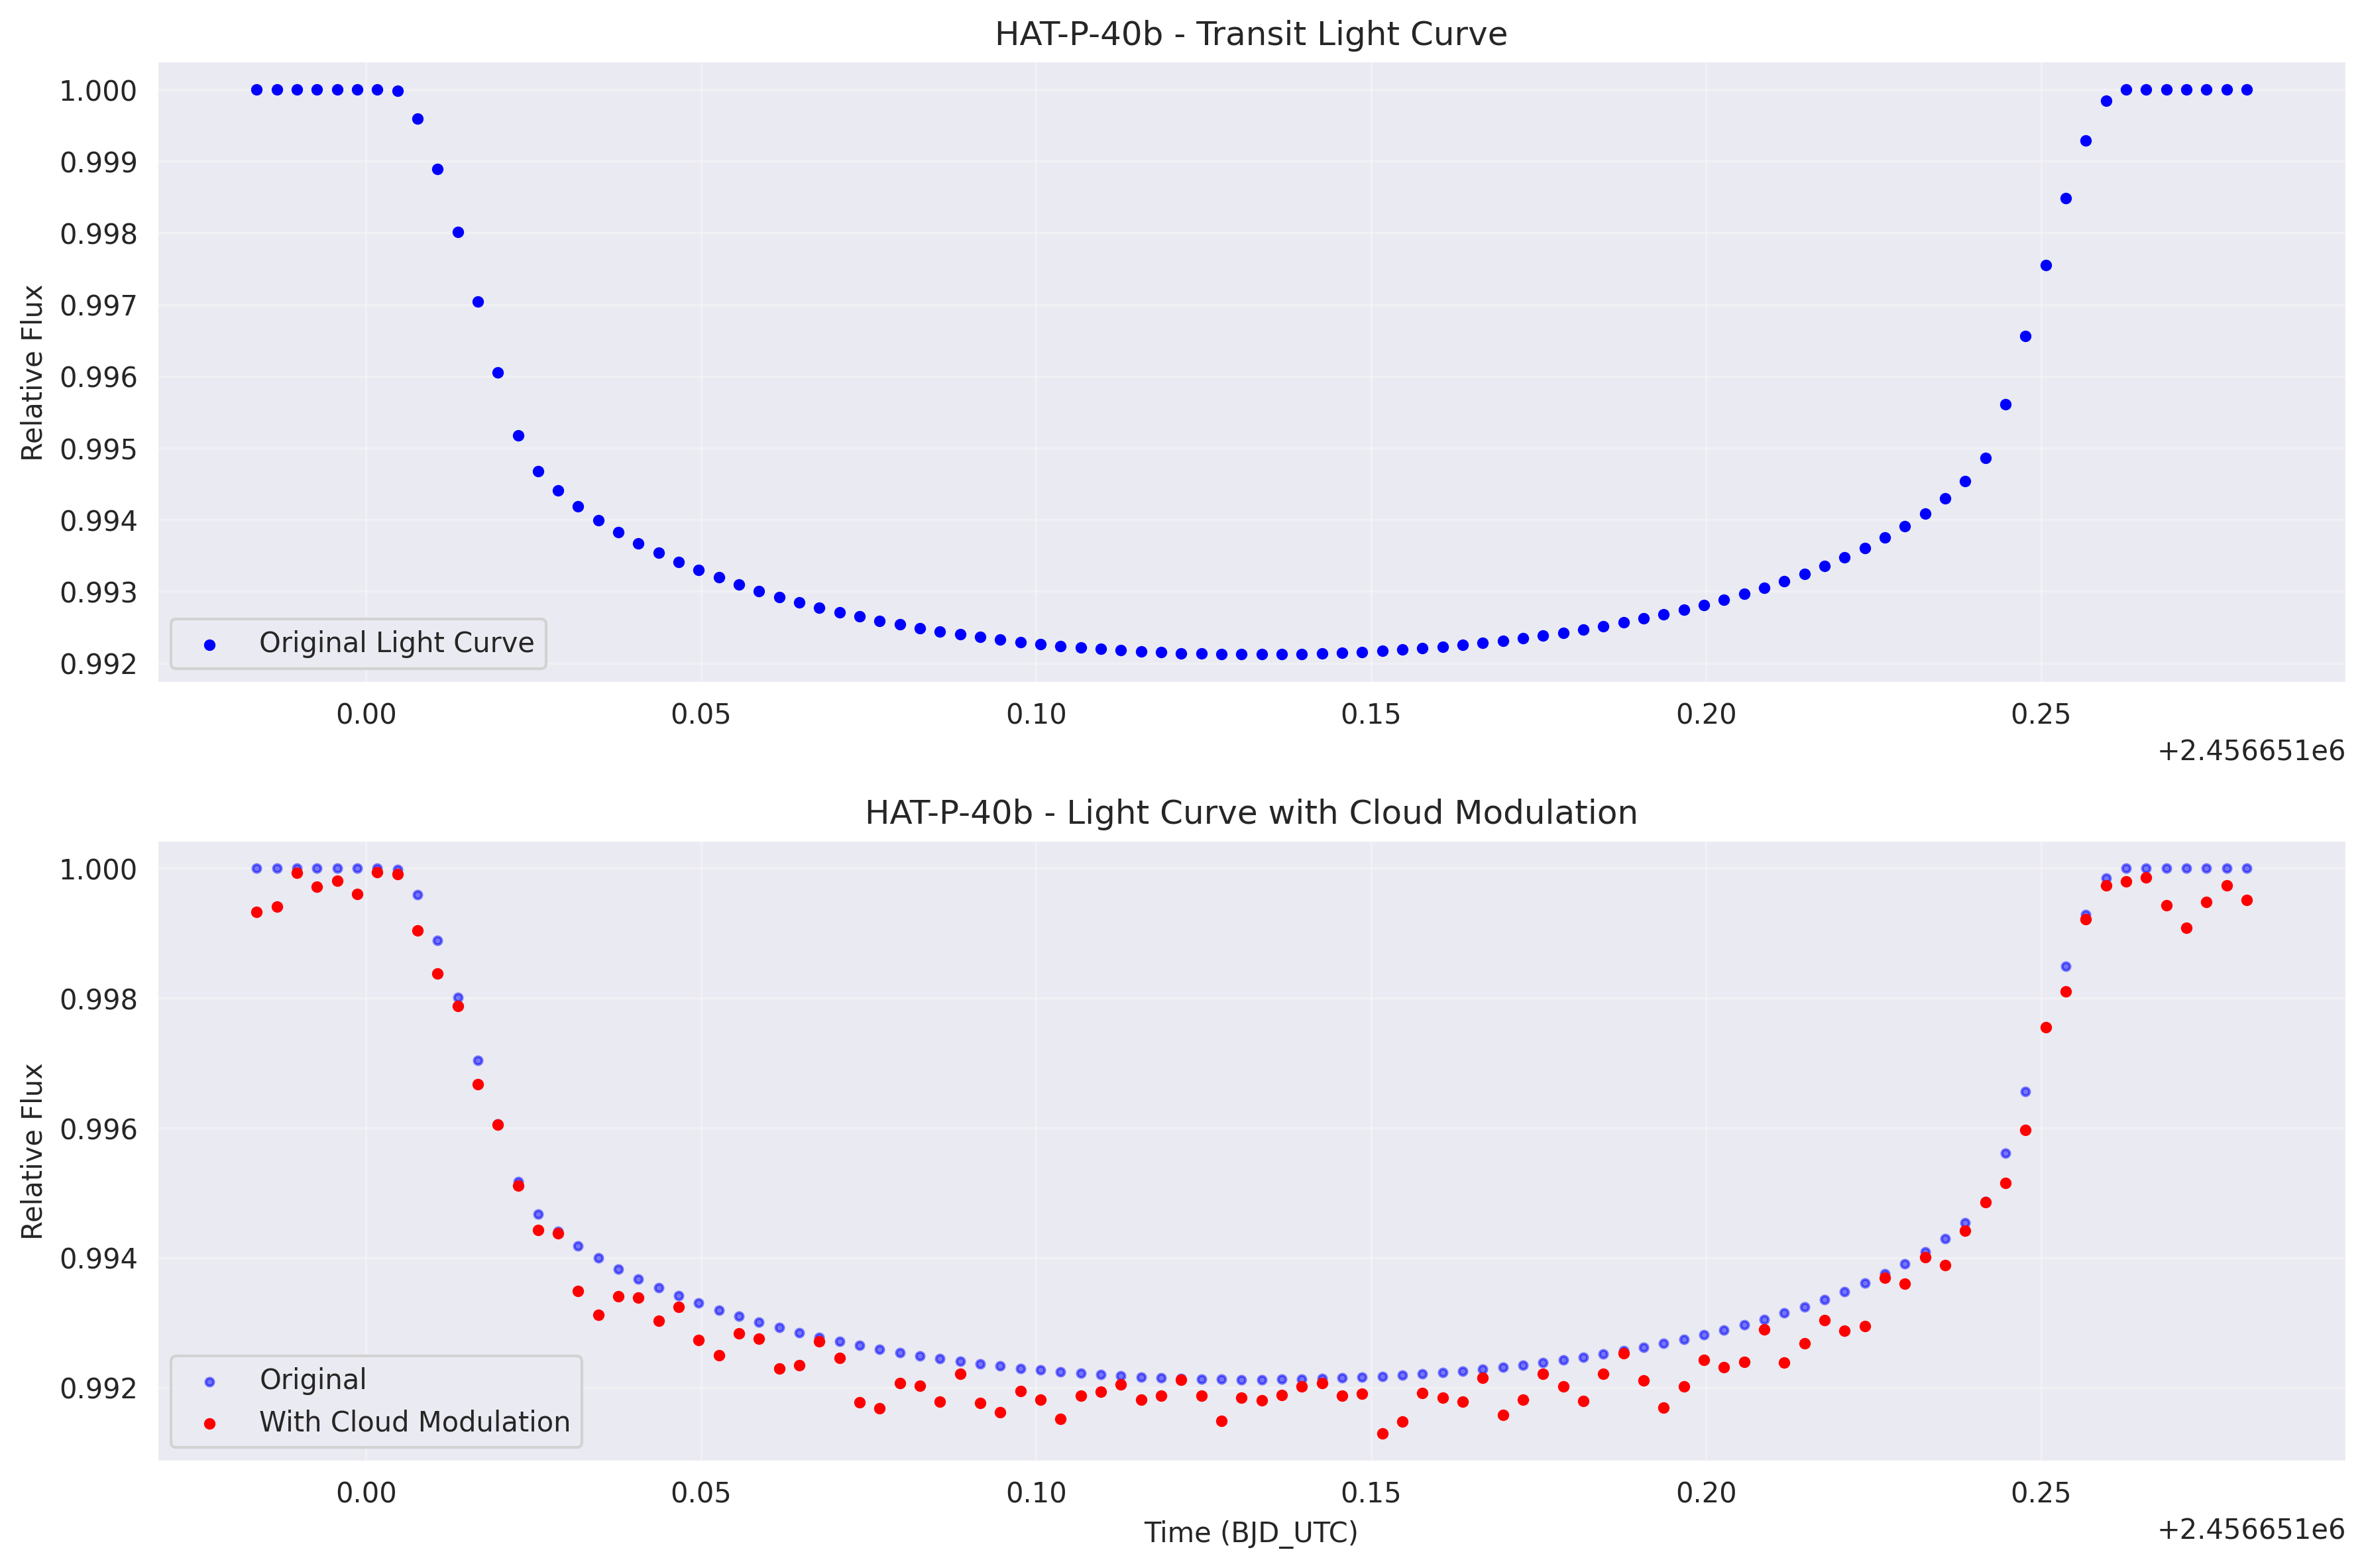 HAT-P-40b - Transit Light Curve
1.000
0.999
0.998
0.997
0.996
0.995
0.994
0.993
0.992
Relative Flux
Original Light Curve
0.00 0.05 0.10 0.15 0.20 0.25
+2.456651e6
HAT-P-40b - Light Curve with Cloud Modulation
1.000
0.998
0.996
0.994
0.992
Relative Flux
Original
With Cloud Modulation
0.00 0.05 0.10 0.15 0.20 0.25
Time (BJD_UTC)
+2.456651e6